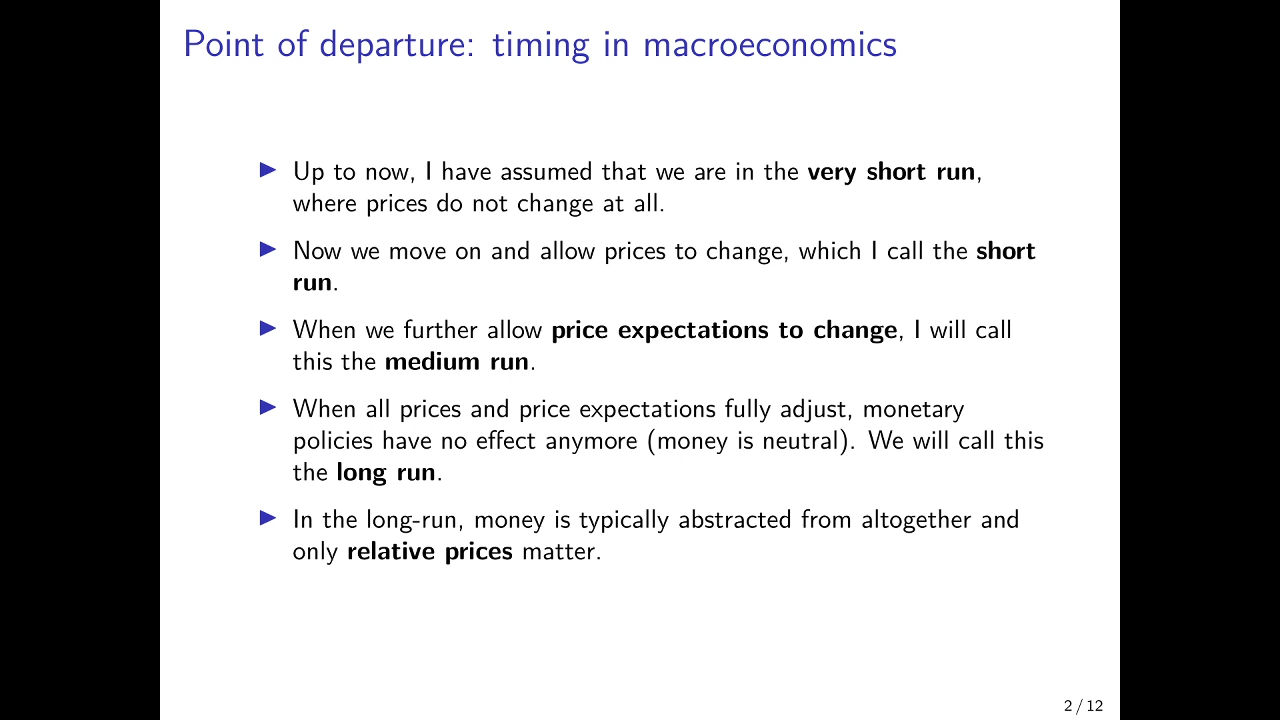 Point of departure: timing in macroeconomics
Up to now, I have assumed that we are in the very short run,
where prices do not change at all.
Now we move on and allow prices to change, which I call the short
run.
When we further allow price expectations to change, I will call
this the medium run.
When all prices and price expectations fully adjust, monetary
policies have no effect anymore (money is neutral). We will call this
the long run.
In the long-run, money is typically abstracted from altogether and
only relative prices matter.
2 / 12